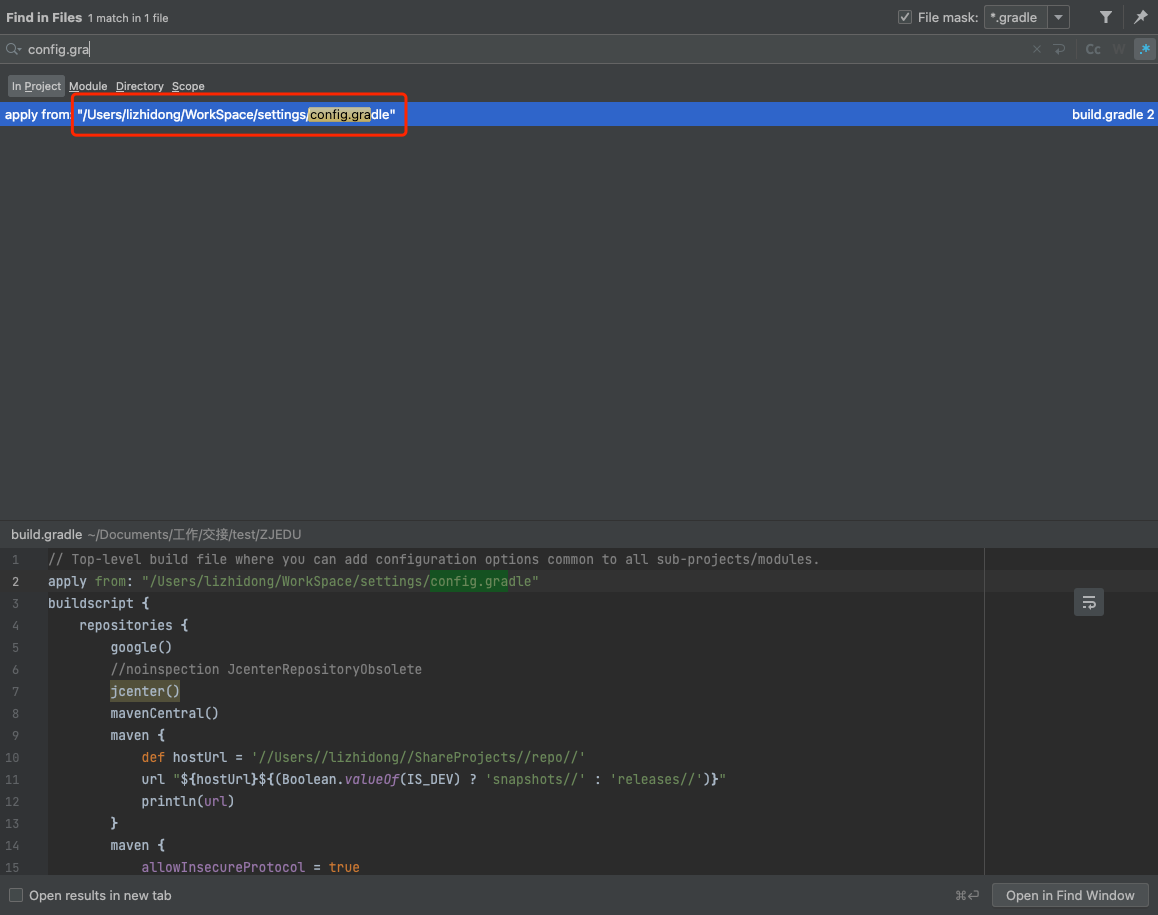 Find in Files 1 match in 1 file File mask: *.gradle
config.gra Cc W .*
In Project Module Directory Scope
apply from: "/Users/lizhidong/WorkSpace/settings/config.gradle" build.gradle 2
build.gradle ~/Documents/工作/交接/test/ZJEDU
1 // Top-level build file where you can add configuration options common to all sub-projects/modules.
2 apply from: "/Users/lizhidong/WorkSpace/settings/config.gradle"
3 buildscript {
4 repositories {
5 google()
6 //noinspection JcenterRepositoryObsolete
7 jcenter()
8 mavenCentral()
9 maven {
10 def hostUrl = '//Users//lizhidong//ShareProjects//repo//'
11 url "${hostUrl}${(Boolean.valueOf(IS_DEV) ? 'snapshots//' : 'releases//')}"
12 println(url)
13 }
14 maven {
15 allowInsecureProtocol = true
Open results in new tab ⌘↩ Open in Find Window